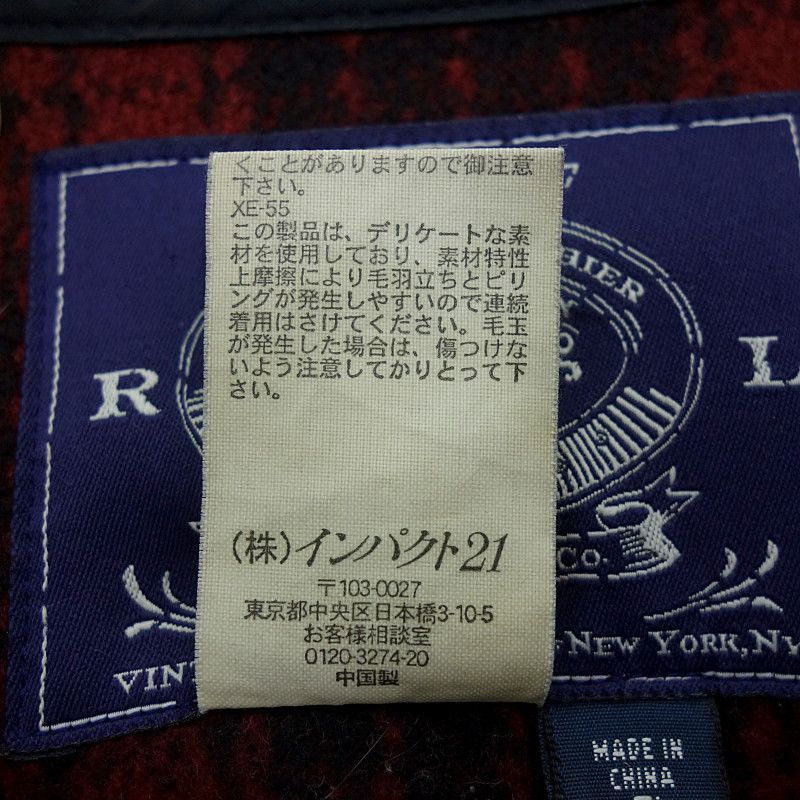 くことがありますので御注意
下さい。
XE-55
この製品は、デリケートな素
材を使用しており、素材特性
上摩擦により毛羽立ちとピリ
ングが発生しやすいので連続
着用はさけてください。毛玉
が発生した場合は、傷つけな
いよう注意してかりとって下
さい。
(株)インパクト21
〒103-0027
東京都中央区日本橋3-10-5
お客様相談室
0120-3274-20
中国製
R L
Co.
NEW YORK, NY
MADE IN
CHINA